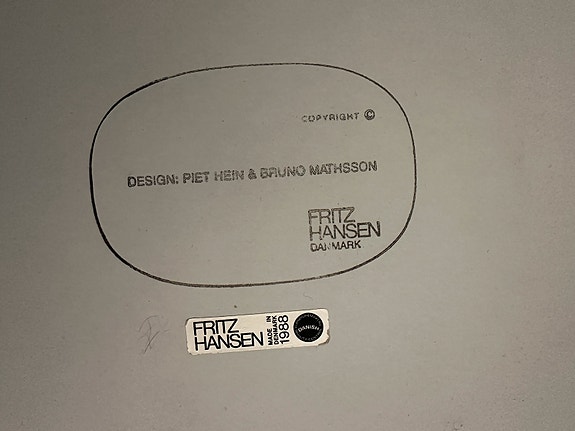 COPYRIGHT ©
DESIGN: PIET HEIN & BRUNO MATHSSON
FRITZ
HANSEN
DANMARK
FRITZ
HANSEN
MADE IN
DENMARK
1988
DANISH